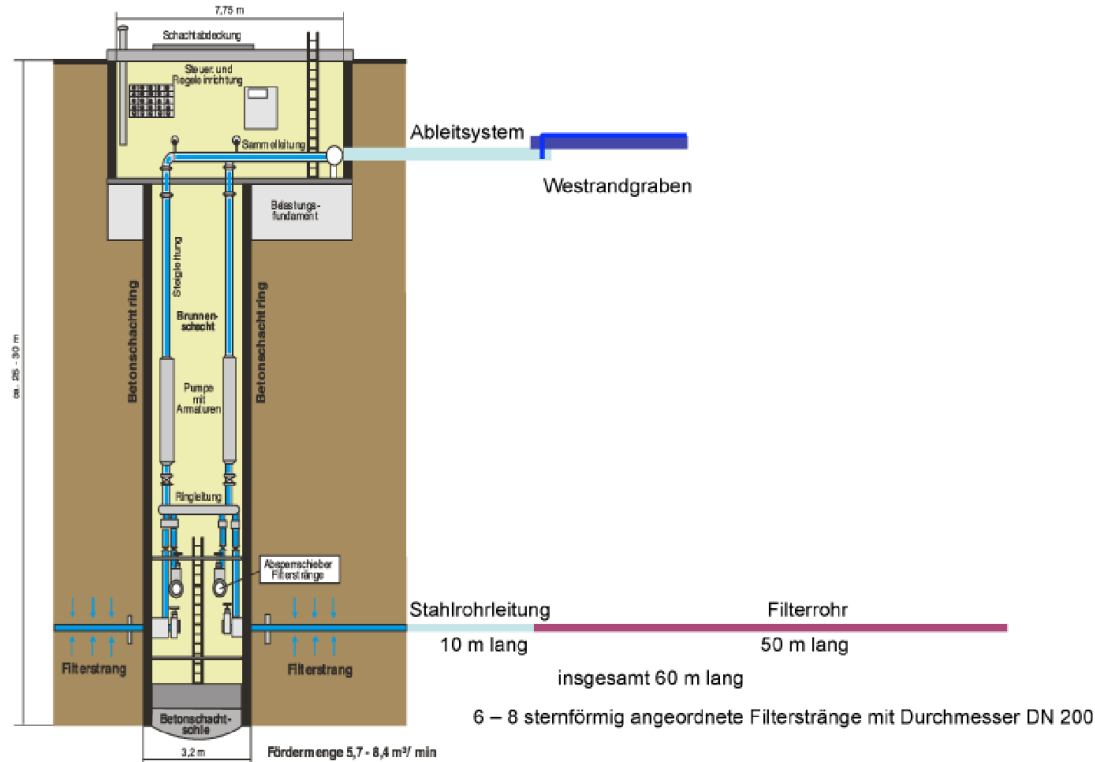 7,75 m
Schachtabdeckung
Steuer- und
Regeleinrichtung
Sammelleitung
Ableitsystem
Westrandgraben
Belastungs-
fundament
Steigleitung
Betonschachtring
Brunnen-
schacht
Betonschachtring
ca. 25 - 30 m
Pumpe
mit
Armaturen
Ringleitung
Absperrschieber
Filterstränge
Stahlrohrleitung
Filterrohr
10 m lang
50 m lang
Filterstrang
Filterstrang
insgesamt 60 m lang
6 – 8 sternförmig angeordnete Filterstränge mit Durchmesser DN 200
Betonschacht-
sohle
3,2 m
Fördermenge 5,7 - 8,4 m³/ min